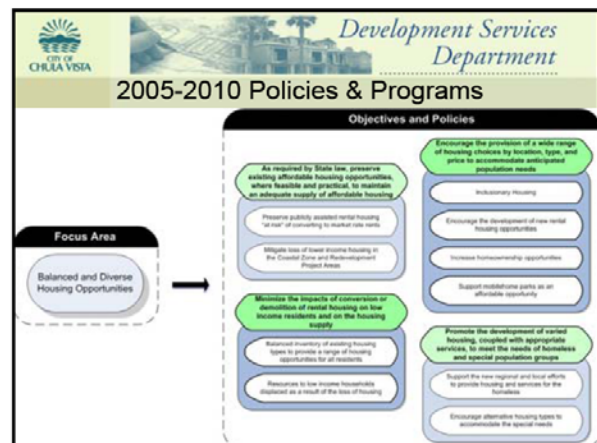 CITY OF
CHULA VISTA
Development Services
Department
2005-2010 Policies & Programs
Focus Area
Balanced and Diverse
Housing Opportunities
Objectives and Policies
As required by State law, preserve
existing affordable housing opportunities,
where feasible and practical, to maintain
an adequate supply of affordable housing
Preserve publicly assisted rental housing
"at risk" of converting to market rate rents
Mitigate loss of lower income housing in
the Coastal Zone and Redevelopment
Project Areas
Minimize the impacts of conversion or
demolition of rental housing on low
income residents and on the housing
supply
Balanced inventory of existing housing
types to provide a range of housing
opportunities for all residents
Resources to low income households
displaced as a result of the loss of housing
Encourage the provision of a wide range
of housing choices by location, type, and
price to accommodate anticipated
population needs
Inclusionary Housing
Encourage the development of new rental
housing opportunities
Increase homeownership opportunities
Support mobilehome parks as an
affordable opportunity
Promote the development of varied
housing, coupled with appropriate
services, to meet the needs of homeless
and special population groups
Support the new regional and local efforts
to provide housing and services for the
homeless
Encourage alternative housing types to
accommodate the special needs